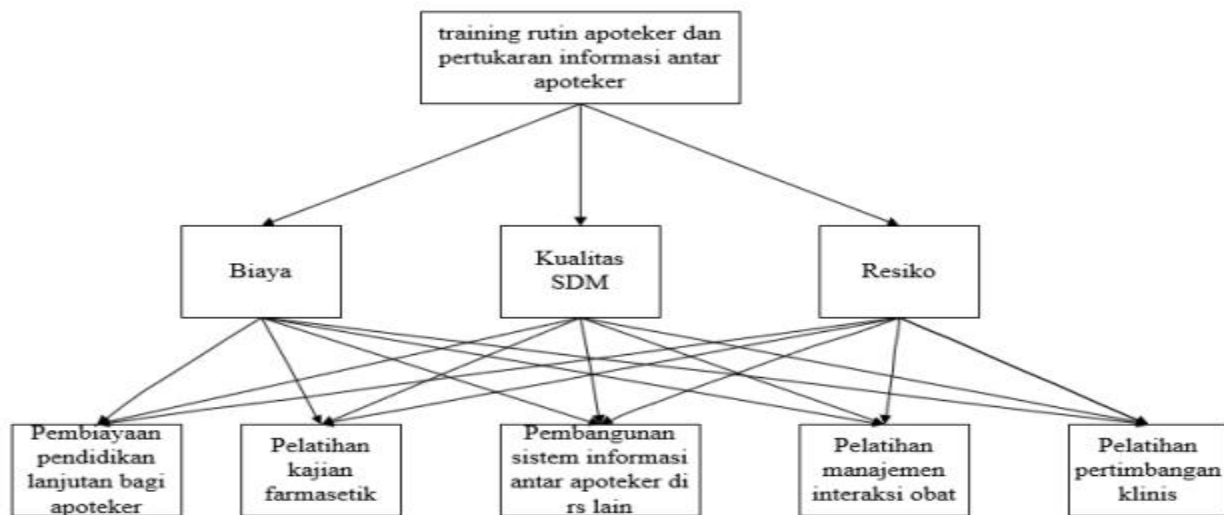 training rutin apoteker dan
pertukaran informasi antar
apoteker
Biaya
Kualitas
SDM
Resiko
Pembiayaan
pendidikan
lanjutan bagi
apoteker
Pelatihan
kajian
farmasetik
Pembangunan
sistem informasi
antar apoteker di
rs lain
Pelatihan
manajemen
interaksi obat
Pelatihan
pertimbangan
klinis